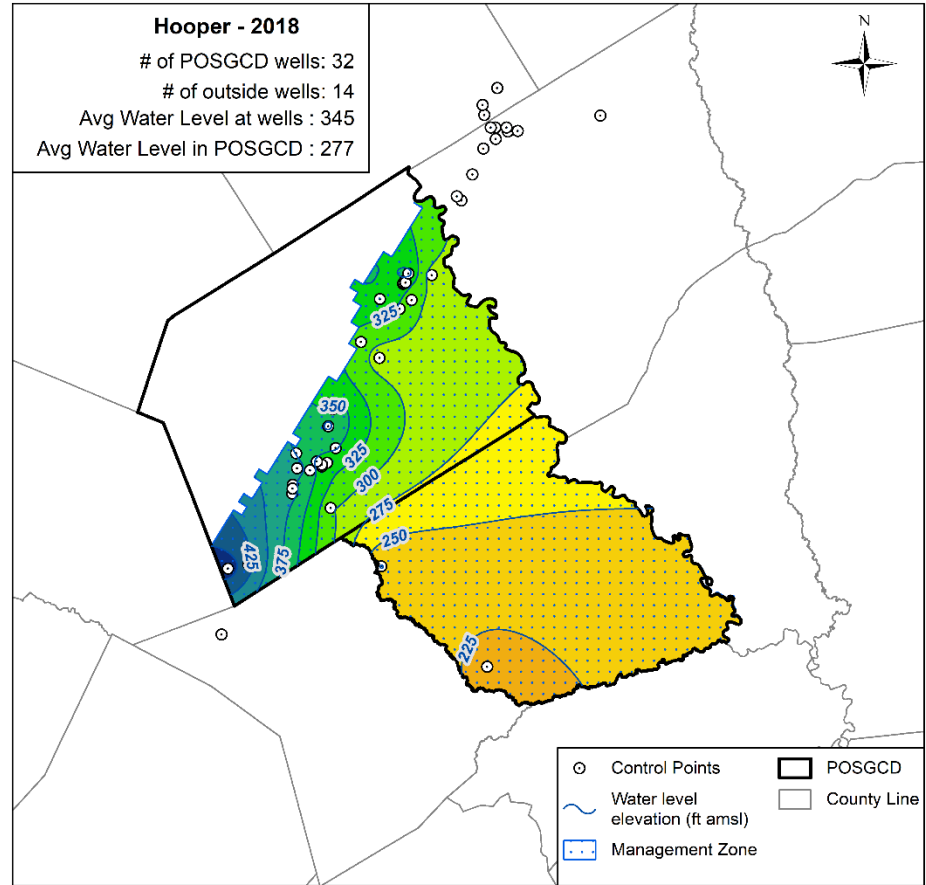 Hooper - 2018
# of POSGCD wells: 32
# of outside wells: 14
Avg Water Level at wells : 345
Avg Water Level in POSGCD : 277
325
350
325
300
275
250
425
375
225
Control Points
POSGCD
Water level
elevation (ft amsl)
County Line
Management Zone